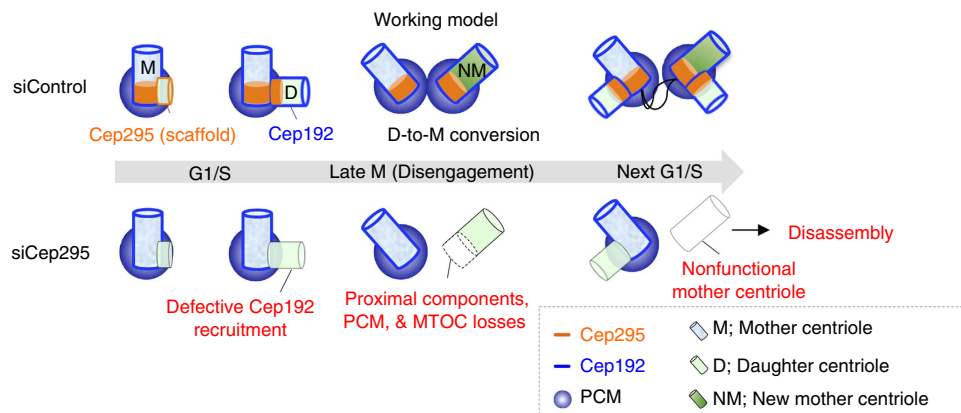 Working model
siControl
M
D
NM
Cep295 (scaffold)
Cep192
D-to-M conversion
G1/S
Late M (Disengagement)
Next G1/S
siCep295
Disassembly
Defective Cep192
recruitment
Proximal components,
PCM, & MTOC losses
Nonfunctional
mother centriole
Cep295
Cep192
PCM
M; Mother centriole
D; Daughter centriole
NM; New mother centriole